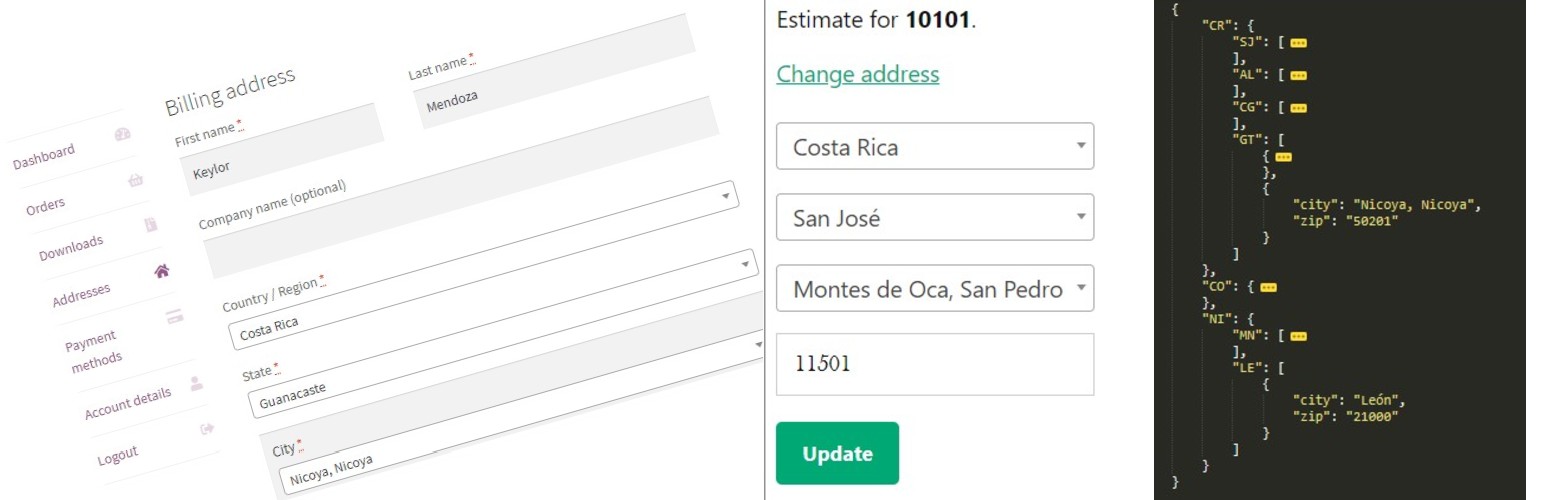 Dashboard
Orders
Downloads
Addresses
Payment
methods
Account details
Logout
Billing address
First name *
Keylor
Last name *
Mendoza
Company name (optional)
Country / Region *
Costa Rica
State *
Guanacaste
City *
Nicoya, Nicoya
Estimate for 10101.
Change address
Costa Rica
San José
Montes de Oca, San Pedro
11501
Update
{
"CR": {
"SJ": [ ...
],
"AL": [ ...
],
"CG": [ ...
],
"GT": [
{ ...
},
{
"city": "Nicoya, Nicoya",
"zip": "50201"
}
]
},
"CO": { ...
},
"NI": {
"MN": [ ...
],
"LE": [
{
"city": "León",
"zip": "21000"
}
]
}
}